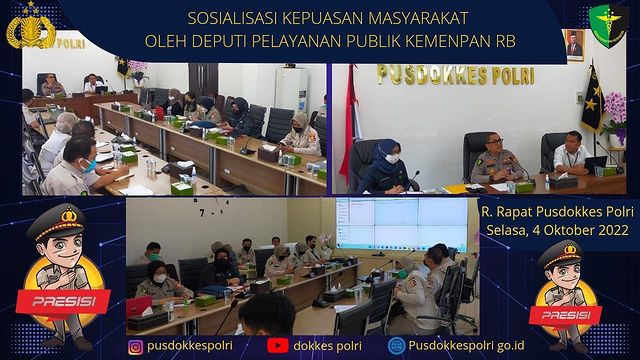 SOSIALISASI KEPUASAN MASYARAKAT
OLEH DEPUTI PELAYANAN PUBLIK KEMENPAN RB
POLRI
PUSDOKKES POLRI
R. Rapat Pusdokkes Polri
Selasa, 4 Oktober 2022
PRESISI
PRESISI
pusdokkespolri
dokkes polri
Pusdokkespolri go.id